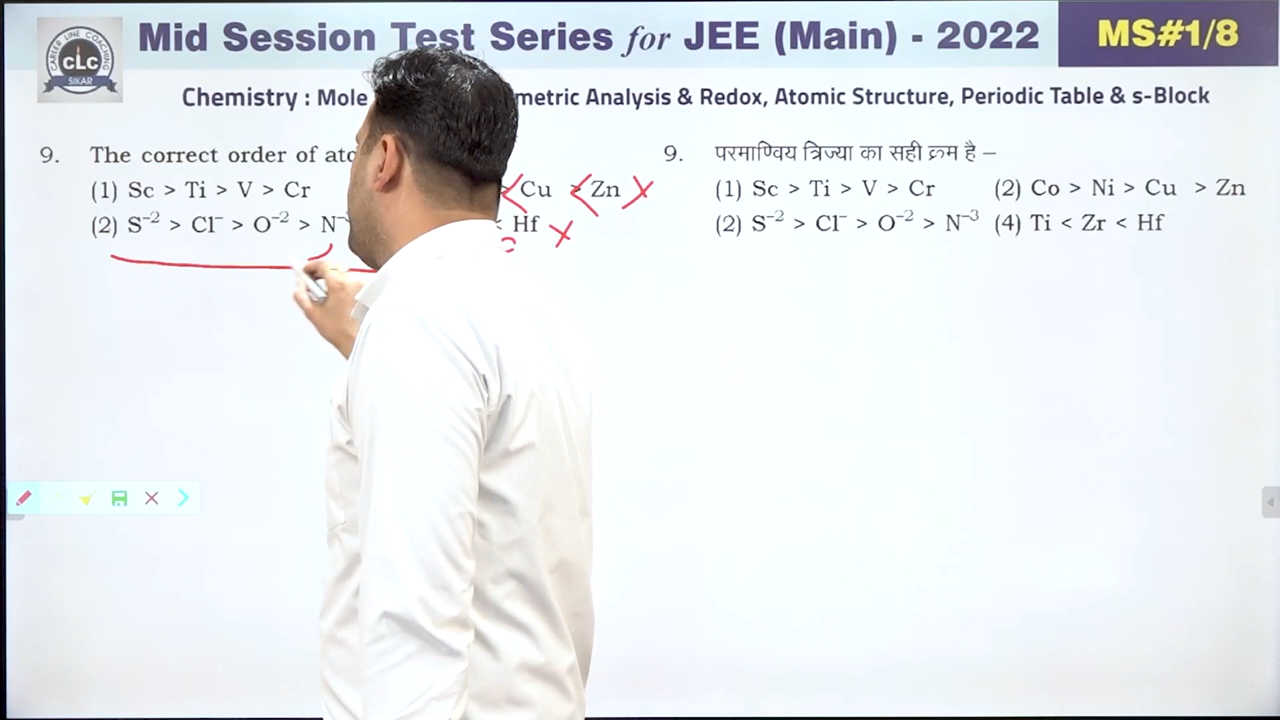 CAREER LINE COACHING
CLC
SIKAR
Mid Session Test Series for JEE (Main) - 2022
MS#1/8
Chemistry : Mole metric Analysis & Redox, Atomic Structure, Periodic Table & s-Block
9. The correct order of
(1) Sc > Ti > V > Cr < Cu < Zn X
(2) S⁻² > Cl⁻ > O⁻² > N < Hf X
9. परमाण्विय त्रिज्या का सही क्रम है –
(1) Sc > Ti > V > Cr (2) Co > Ni > Cu > Zn
(2) S⁻² > Cl⁻ > O⁻² > N⁻³ (4) Ti < Zr < Hf